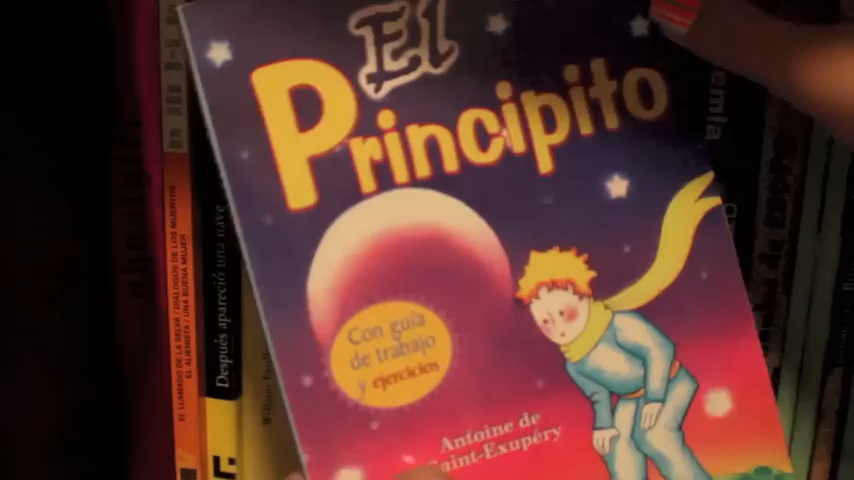 El
Principito
Con guía
de trabajo
y ejercicios
Antoine de
Saint-Exupéry
EL LLAMADO DE LA SELVA / DIÁLOGOS DE LOS MUERTOS
EL ALIENISTA / UNA BUENA MUJER
Después apareció una nave